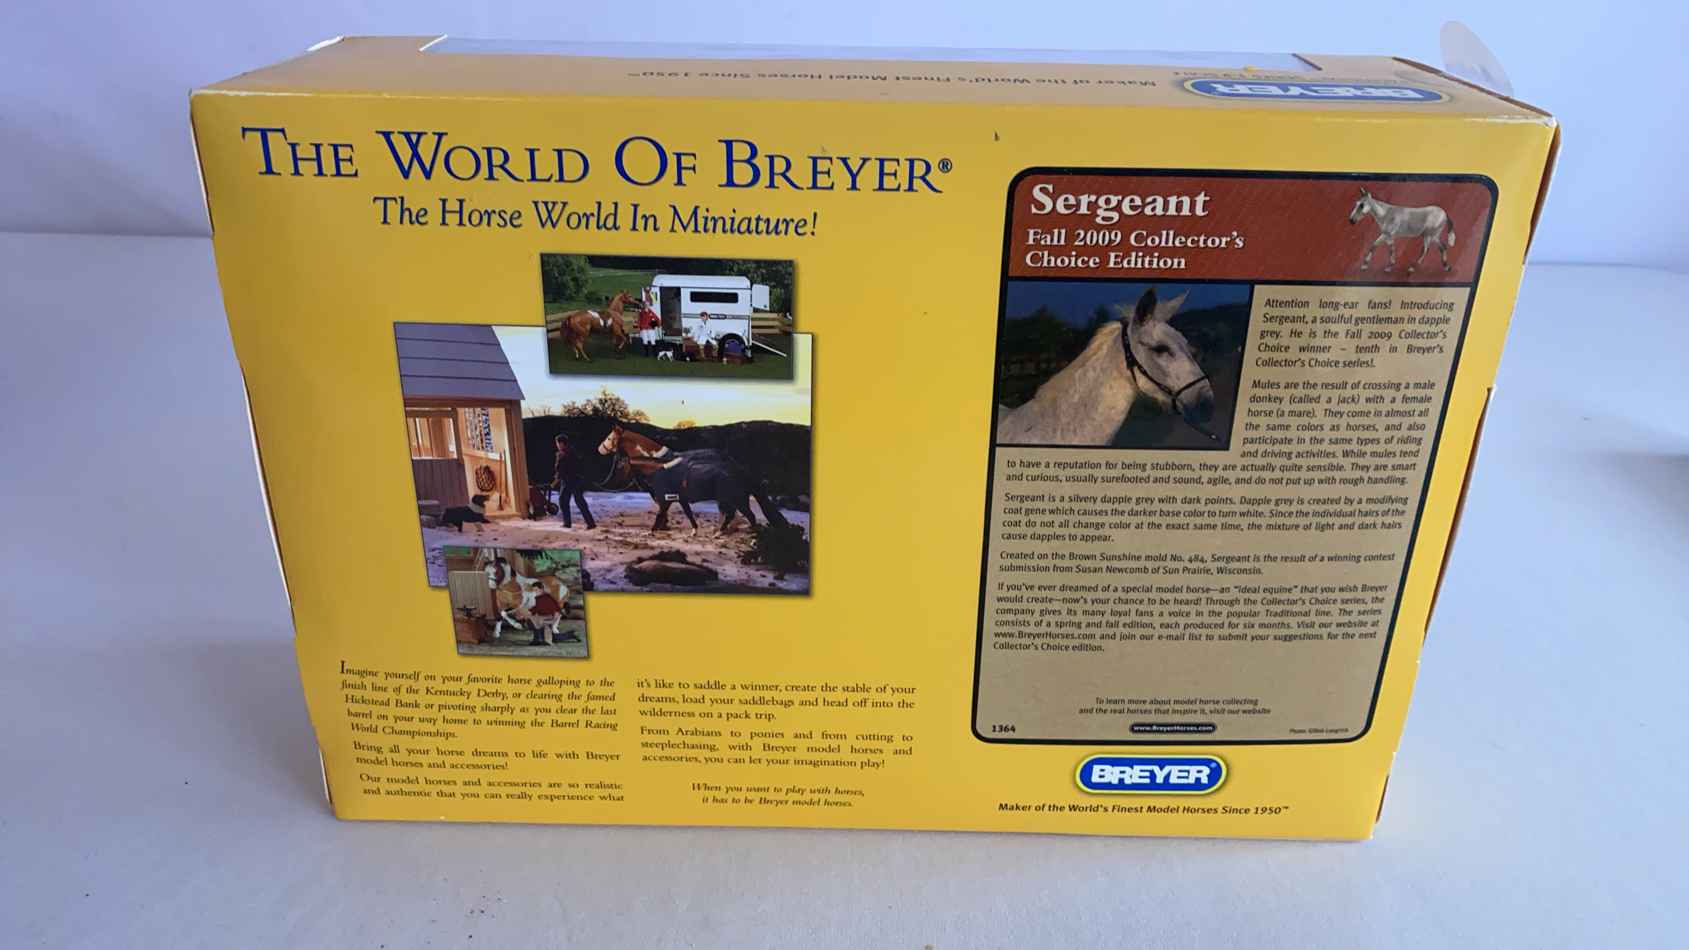 Maker of the World's Finest Model Horses Since 1950™
BREYER
THE WORLD OF BREYER®
The Horse World In Miniature!
Imagine yourself on your favorite horse galloping to the
finish line of the Kentucky Derby, or clearing the famed
Hickstead Bank or pivoting sharply as you clear the last
barrel on your way home to winning the Barrel Racing
World Championships.
Bring all your horse dreams to life with Breyer
model horses and accessories!
Our model horses and accessories are so realistic
and authentic that you can really experience what
it's like to saddle a winner, create the stable of your
dreams, load your saddlebags and head off into the
wilderness on a pack trip.
From Arabians to ponies and from cutting to
steeplechasing, with Breyer model horses and
accessories, you can let your imagination play!
When you want to play with horses,
it has to be Breyer model horses.
Sergeant
Fall 2009 Collector's
Choice Edition
Attention long-ear fans! Introducing
Sergeant, a soulful gentleman in dapple
grey. He is the Fall 2009 Collector's
Choice winner – tenth in Breyer's
Collector's Choice series!.
Mules are the result of crossing a male
donkey (called a jack) with a female
horse (a mare). They come in almost all
the same colors as horses, and also
participate in the same types of riding
and driving activities. While mules tend
to have a reputation for being stubborn, they are actually quite sensible. They are smart
and curious, usually surefooted and sound, agile, and do not put up with rough handling.
Sergeant is a silvery dapple grey with dark points. Dapple grey is created by a modifying
coat gene which causes the darker base color to turn white. Since the individual hairs of the
coat do not all change color at the exact same time, the mixture of light and dark hairs
cause dapples to appear.
Created on the Brown Sunshine mold No. 484, Sergeant is the result of a winning contest
submission from Susan Newcomb of Sun Prairie, Wisconsin.
If you've ever dreamed of a special model horse—an "ideal equine" that you wish Breyer
would create—now's your chance to be heard! Through the Collector's Choice series, the
company gives its many loyal fans a voice in the popular Traditional line. The series
consists of a spring and fall edition, each produced for six months. Visit our website at
www.BreyerHorses.com and join our e-mail list to submit your suggestions for the next
Collector's Choice edition.
To learn more about model horse collecting
and the real horses that inspire it, visit our website
1364
www.BreyerHorses.com
Photo:
BREYER®
Maker of the World's Finest Model Horses Since 1950™